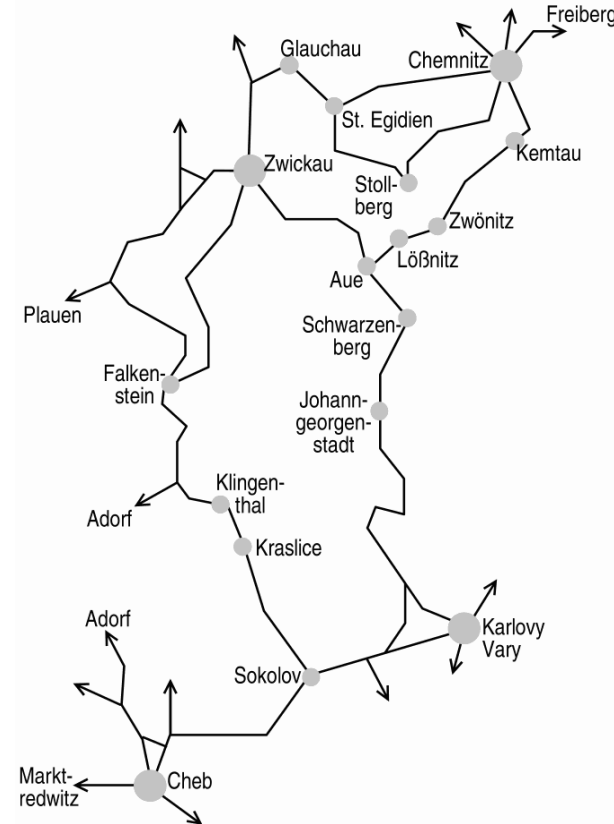 Freiberg
Glauchau
Chemnitz
St. Egidien
Kemtau
Zwickau
Stoll-
berg
Zwönitz
Lößnitz
Aue
Plauen
Schwarzen-
berg
Falken-
stein
Johann-
georgen-
stadt
Klingen-
thal
Adorf
Kraslice
Adorf
Karlovy
Vary
Sokolov
Markt-
redwitz
Cheb